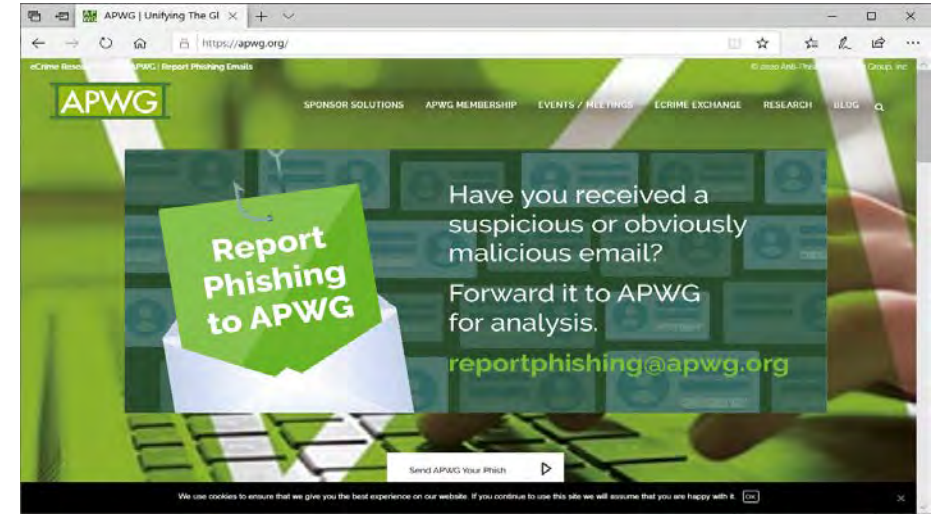 APWG | Unifying The Gl
https://apwg.org/
APWG | Report Phishing Emails
APWG
SPONSOR SOLUTIONS APWG MEMBERSHIP EVENTS / MEETINGS ECRIME EXCHANGE RESEARCH BLOG
Report
Phishing
to APWG
Have you received a
suspicious or obviously
malicious email?
Forward it to APWG
for analysis.
reportphishing@apwg.org
Send APWG Your Phish
We use cookies to ensure that we give you the best experience on our website. If you continue to use this site we will assume that you are happy with it. OK